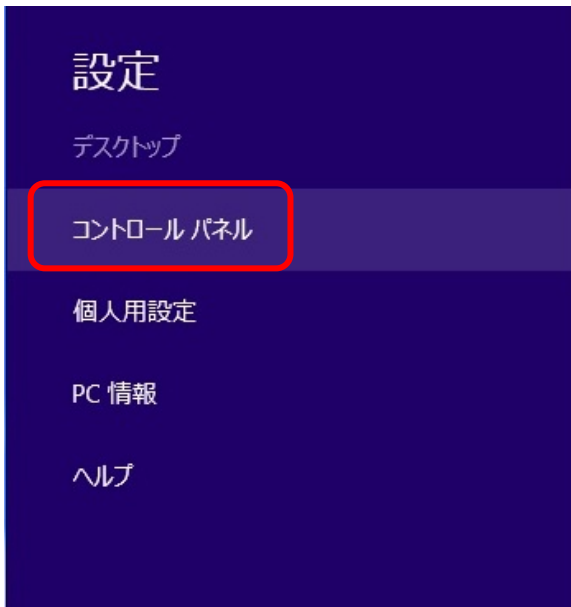 設定
デスクトップ
コントロール パネル
個人用設定
PC 情報
ヘルプ